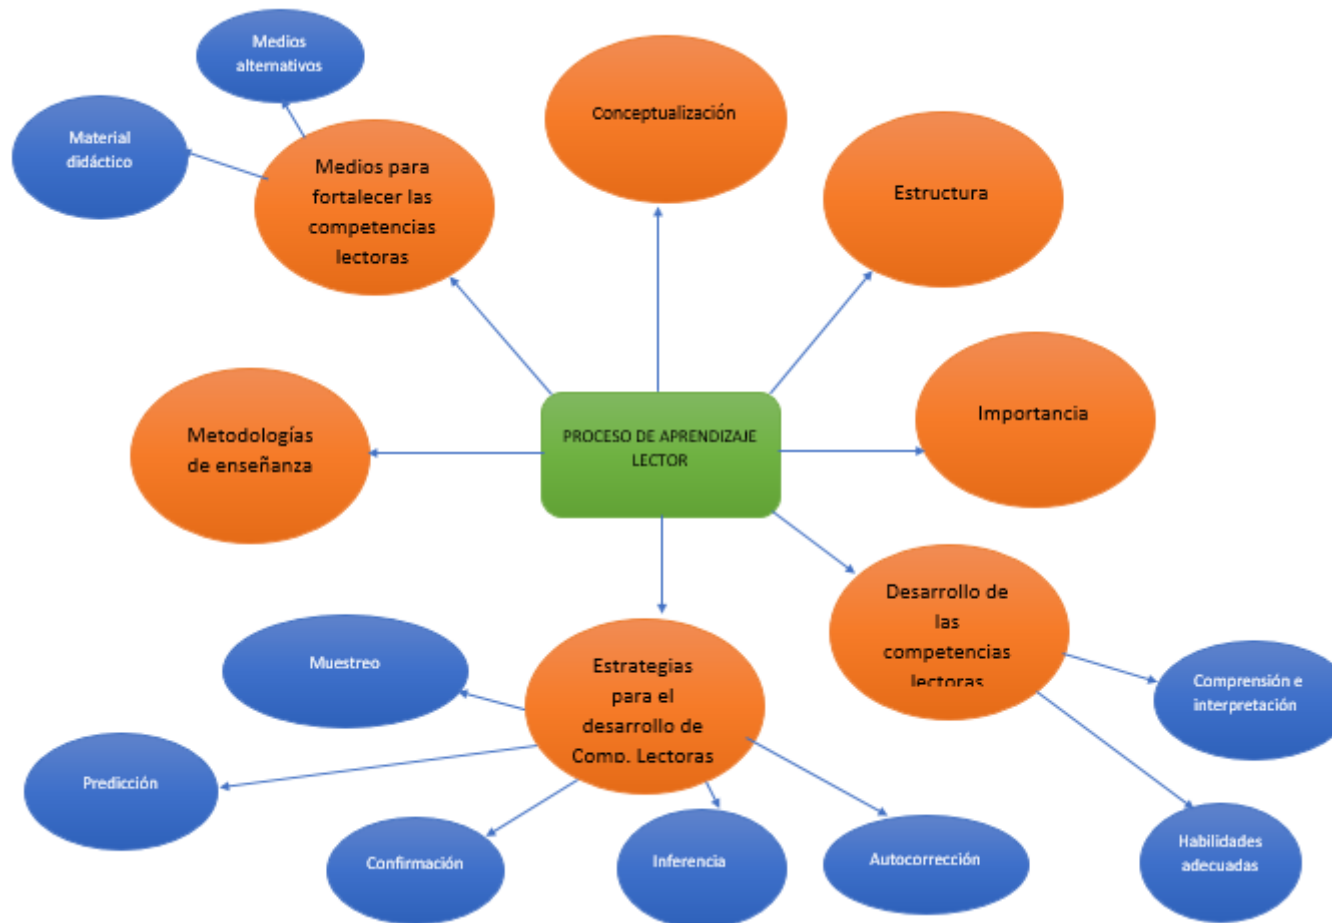 Medios
alternativos
Material
didáctico
Medios para
fortalecer las
competencias
lectoras
Conceptualización
Estructura
Importancia
PROCESO DE APRENDIZAJE
LECTOR
Metodologías
de enseñanza
Desarrollo de
las
competencias
lectoras
Comprensión e
interpretación
Habilidades
adecuadas
Estrategias
para el
desarrollo de
Comp. Lectoras
Muestreo
Predicción
Confirmación
Inferencia
Autocorrección